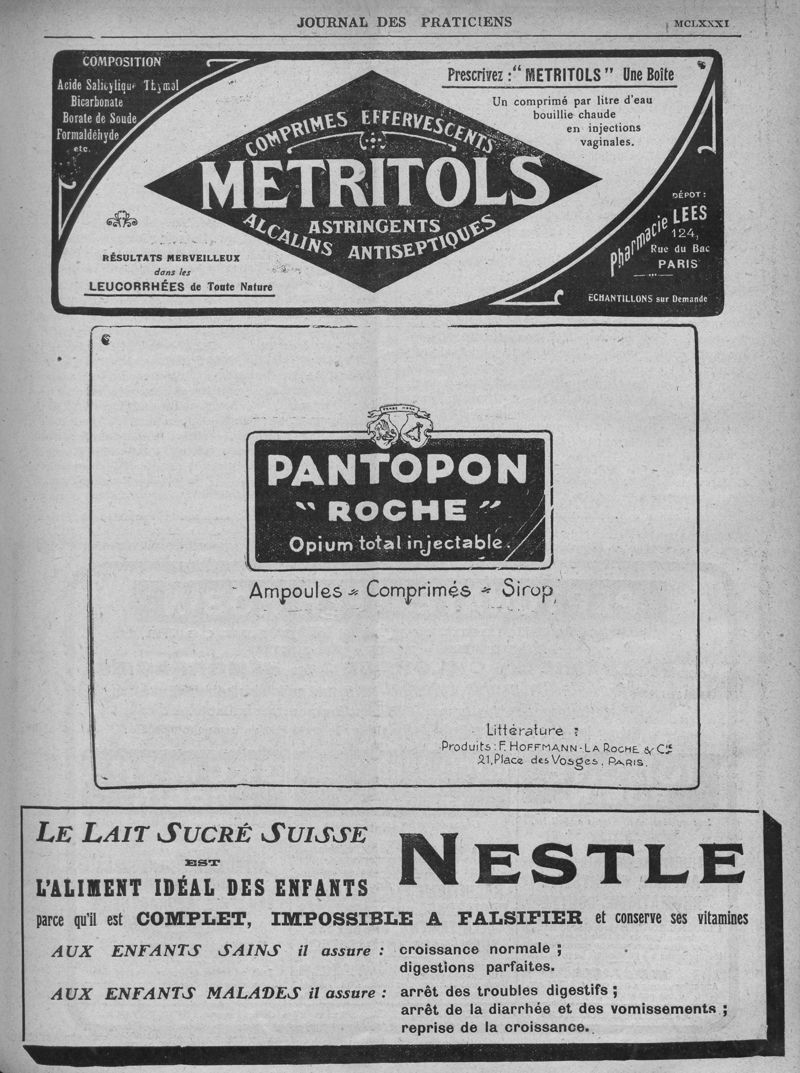 JOURNAL DES PRATICIENS
MCLXXXI
COMPOSITION
Acide Salicylique Thymol
Bicarbonate
Borate de Soude
Formaldéhyde
etc.
Prescrivez : "METRITOLS" Une Boîte
Un comprimé par litre d'eau
bouillie chaude
en injections
vaginales.
COMPRIMES EFFERVESCENTS
METRITOLS
ASTRINGENTS
ALCALINS ANTISEPTIQUES
RÉSULTATS MERVEILLEUX
dans les
LEUCORRHÉES de Toute Nature
DÉPOT :
Pharmacie LEES
124,
Rue du Bac
PARIS
ECHANTILLONS sur Demande
PANTOPON
"ROCHE"
Opium total injectable.
Ampoules - Comprimés - Sirop
Littérature :
Produits : F. HOFFMANN-LA ROCHE & Cie
21, Place des Vosges, PARIS.
LE LAIT SUCRÉ SUISSE
EST
L'ALIMENT IDÉAL DES ENFANTS
NESTLE
parce qu'il est COMPLET, IMPOSSIBLE A FALSIFIER et conserve ses vitamines
AUX ENFANTS SAINS il assure : croissance normale ;
digestions parfaites.
AUX ENFANTS MALADES il assure : arrêt des troubles digestifs ;
arrêt de la diarrhée et des vomissements ;
reprise de la croissance.